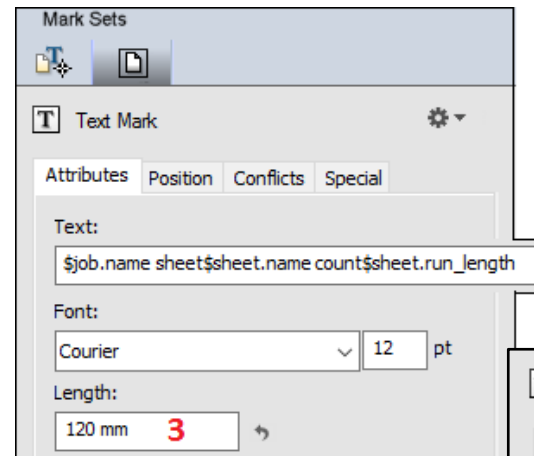 Mark Sets
T
T Text Mark
Attributes Position Conflicts Special
Text:
$job.name sheet$sheet.name count$sheet.run_length
Font:
Courier 12 pt
Length:
120 mm 3